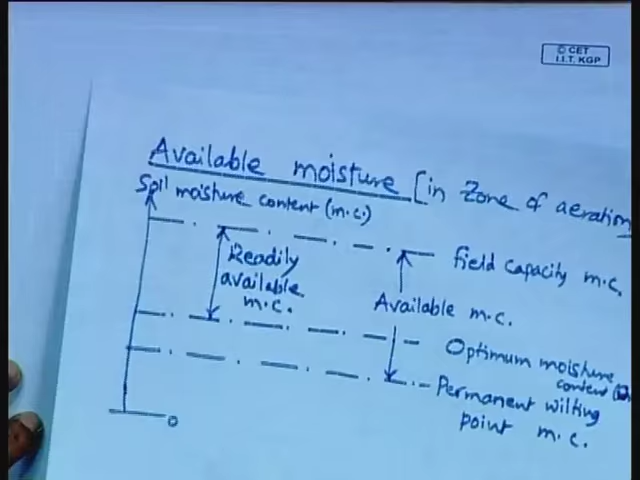 © CET
I.I.T. KGP
Available moisture [in Zone of aeration
Soil moisture content (m.c.)
field capacity m.c.
Readily
available
m.c.
Available m.c.
Optimum moisture
content
Permanent wilting
point m.c.
0